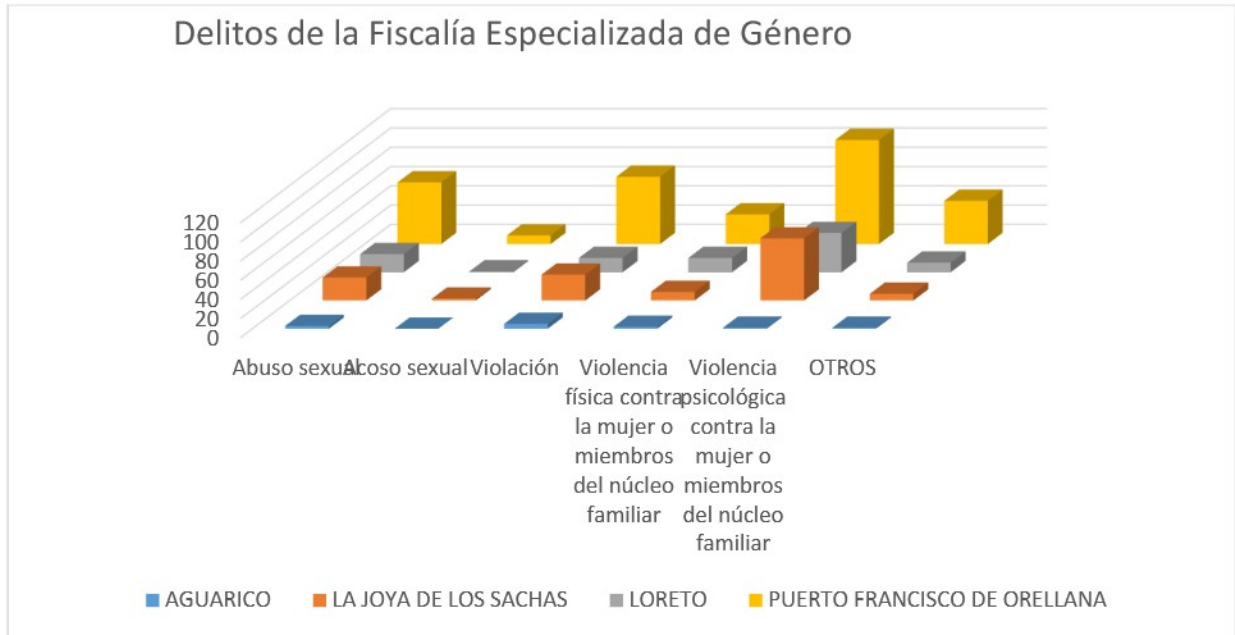 Delitos de la Fiscalía Especializada de Género
120
100
80
60
40
20
0
Abuso sexual
Acoso sexual
Violación
Violencia
física contra
la mujer o
miembros
del núcleo
familiar
Violencia
psicológica
contra la
mujer o
miembros
del núcleo
familiar
OTROS
AGUARICO
LA JOYA DE LOS SACHAS
LORETO
PUERTO FRANCISCO DE ORELLANA